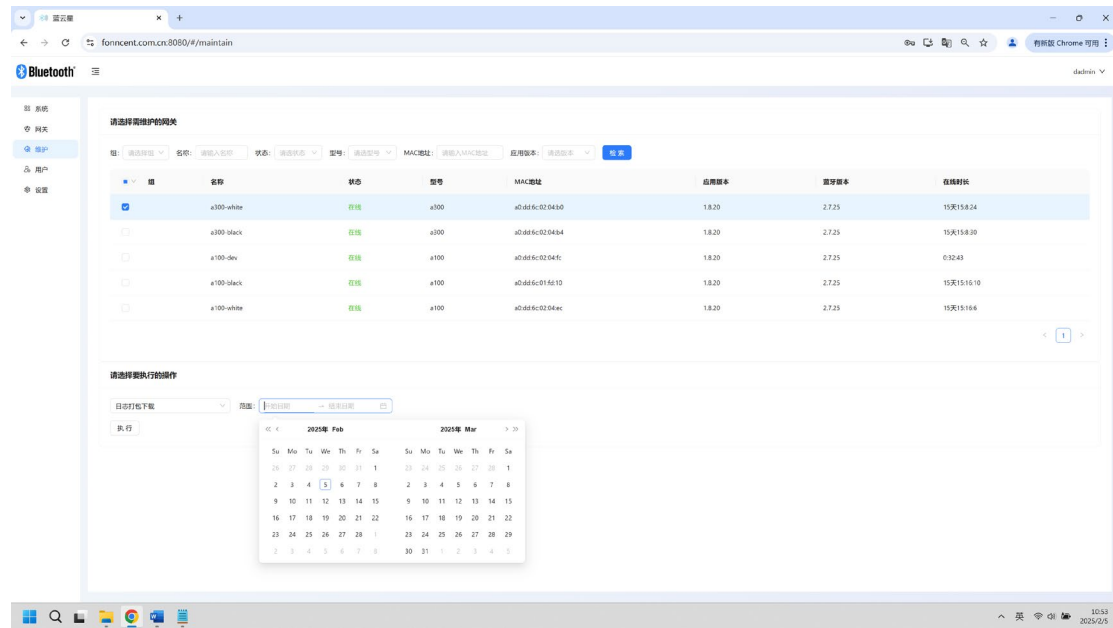 蓝云星
fonncent.com.cn:8080/#/maintain
有新版 Chrome 可用
Bluetooth
dadmin
系统
网关
维护
用户
设置
请选择需维护的网关
组: 请选择组 名称: 请输入名称 状态: 请选状态 型号: 请选型号 MAC地址: 请输入MAC地址 应用版本: 请选版本 检索
组 名称 状态 型号 MAC地址 应用版本 蓝牙版本 在线时长
a300-white 在线 a300 a0:dd:6c:02:04:b0 1.8.20 2.7.25 15天15:8:24
a300-black 在线 a300 a0:dd:6c:02:04:b4 1.8.20 2.7.25 15天15:8:30
a100-dev 在线 a100 a0:dd:6c:02:04:fc 1.8.20 2.7.25 0:32:43
a100-black 在线 a100 a0:dd:6c:01:fd:10 1.8.20 2.7.25 15天15:16:10
a100-white 在线 a100 a0:dd:6c:02:04:ec 1.8.20 2.7.25 15天15:16:6
< 1 >
请选择要执行的操作
日志打包下载 范围: 开始日期 → 结束日期
执行
« < 2025年 Feb 2025年 Mar > »
Su Mo Tu We Th Fr Sa Su Mo Tu We Th Fr Sa
26 27 28 29 30 31 1 23 24 25 26 27 28 1
2 3 4 5 6 7 8 2 3 4 5 6 7 8
9 10 11 12 13 14 15 9 10 11 12 13 14 15
16 17 18 19 20 21 22 16 17 18 19 20 21 22
23 24 25 26 27 28 1 23 24 25 26 27 28 29
2 3 4 5 6 7 8 30 31 1 2 3 4 5
英
10:53
2025/2/5